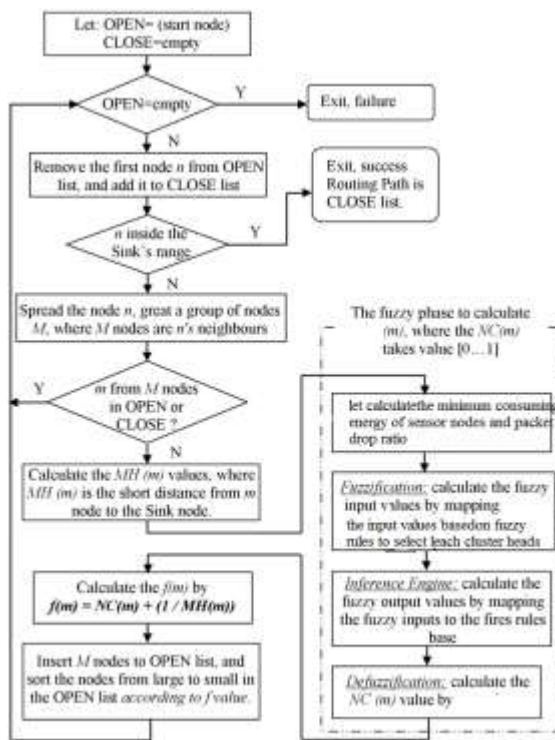 Let: OPEN= (start node)
CLOSE=empty
OPEN=empty
Y
Exit, failure
N
Remove the first node n from OPEN
list, and add it to CLOSE list
Exit, success
Routing Path is
CLOSE list.
n inside the
Sink`s range
Y
N
Spread the node n, great a group of nodes
M, where M nodes are n's neighbours
Y
m from M nodes
in OPEN or
CLOSE ?
N
Calculate the MH (m) values, where
MH (m) is the short distance from m
node to the Sink node.
The fuzzy phase to calculate
(m), where the NC(m)
takes value [0…1]
let calculatethe minimum consuming
energy of sensor nodes and packet
drop ratio
Fuzzification: calculate the fuzzy
input values by mapping
the input values basedon fuzzy
rules to select leach cluster heads
Inference Engine: calculate the
fuzzy output values by mapping
the fuzzy inputs to the fires rules
base
Defuzzification: calculate the
NC (m) value by
Calculate the f(m) by
f(m) = NC(m) + (1 / MH(m))
Insert M nodes to OPEN list, and
sort the nodes from large to small in
the OPEN list according to f value.